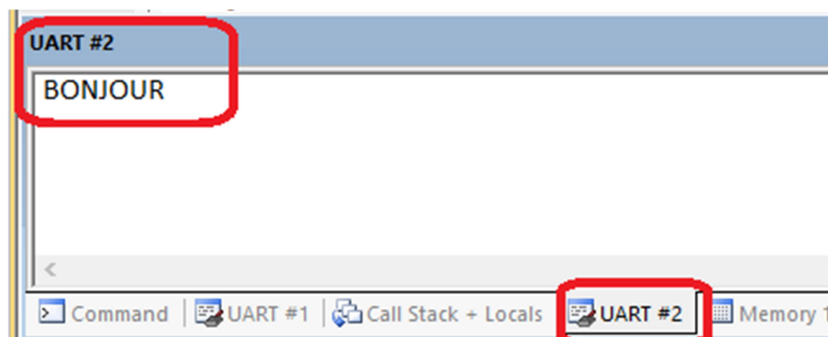 UART #2
BONJOUR
Command UART #1 Call Stack + Locals UART #2 Memory 1